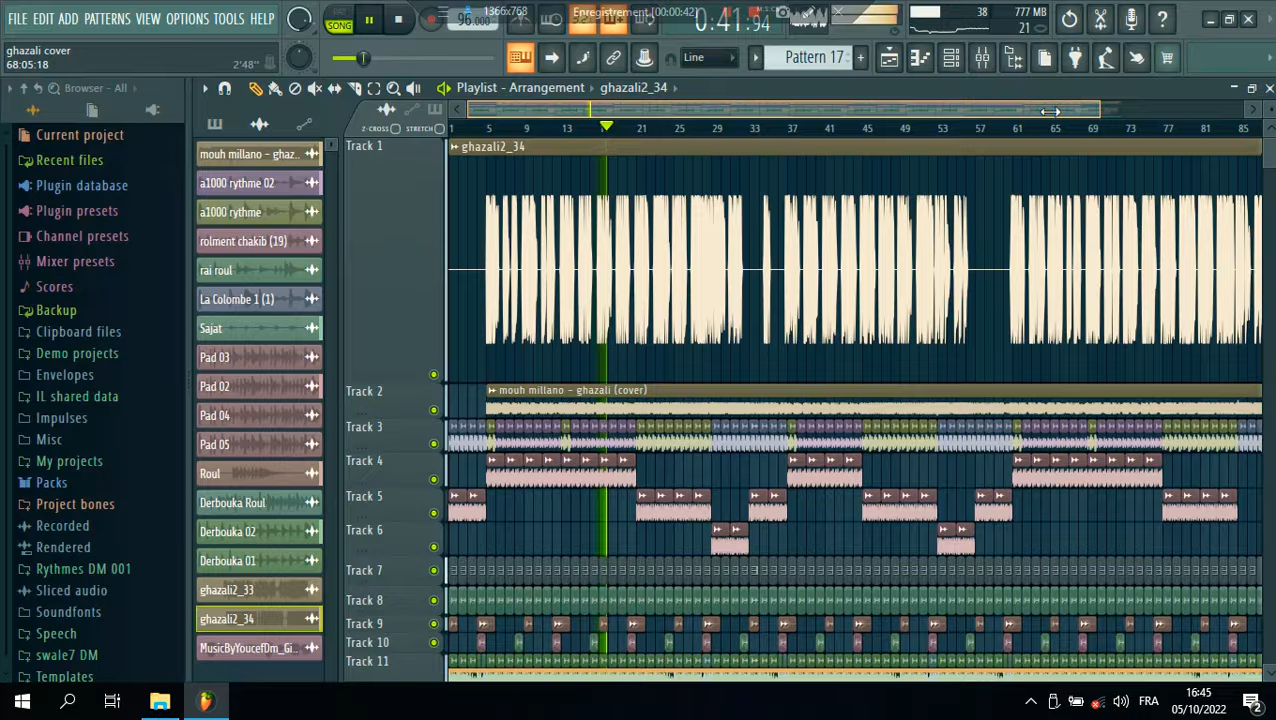 FILE EDIT ADD PATTERNS VIEW OPTIONS TOOLS HELP
PAT
SONG
96.000
1366x768
Enregistrement (00:00:42)
0:41:94
M:S:CS
38
777 MB
21
ghazali cover
68:05:18
2'48"
Line
Pattern 17
Browser - All
Playlist - Arrangement
ghazali2_34
Z-CROSS
STRETCH
1 5 9 13 17 21 25 29 33 37 41 45 49 53 57 61 65 69 73 77 81 85
Current project
Recent files
Plugin database
Plugin presets
Channel presets
Mixer presets
Scores
Backup
Clipboard files
Demo projects
Envelopes
IL shared data
Impulses
Misc
My projects
Packs
Project bones
Recorded
Rendered
Rythmes DM 001
Sliced audio
Soundfonts
Speech
swale7 DM
Templates
mouh millano - ghaz..
a1000 rythme 02
a1000 rythme
rolment chakib (19)
rai roul
La Colombe 1 (1)
Sajat
Pad 03
Pad 02
Pad 04
Pad 05
Roul
Derbouka Roul
Derbouka 02
Derbouka 01
ghazali2_33
ghazali2_34
MusicByYoucefDm_Gi...
Track 1
ghazali2_34
Track 2
mouh millano - ghazali (cover)
Track 3
Track 4
Track 5
Track 6
Track 7
Track 8
Track 9
Track 10
Track 11
FRA
16:45
05/10/2022
2